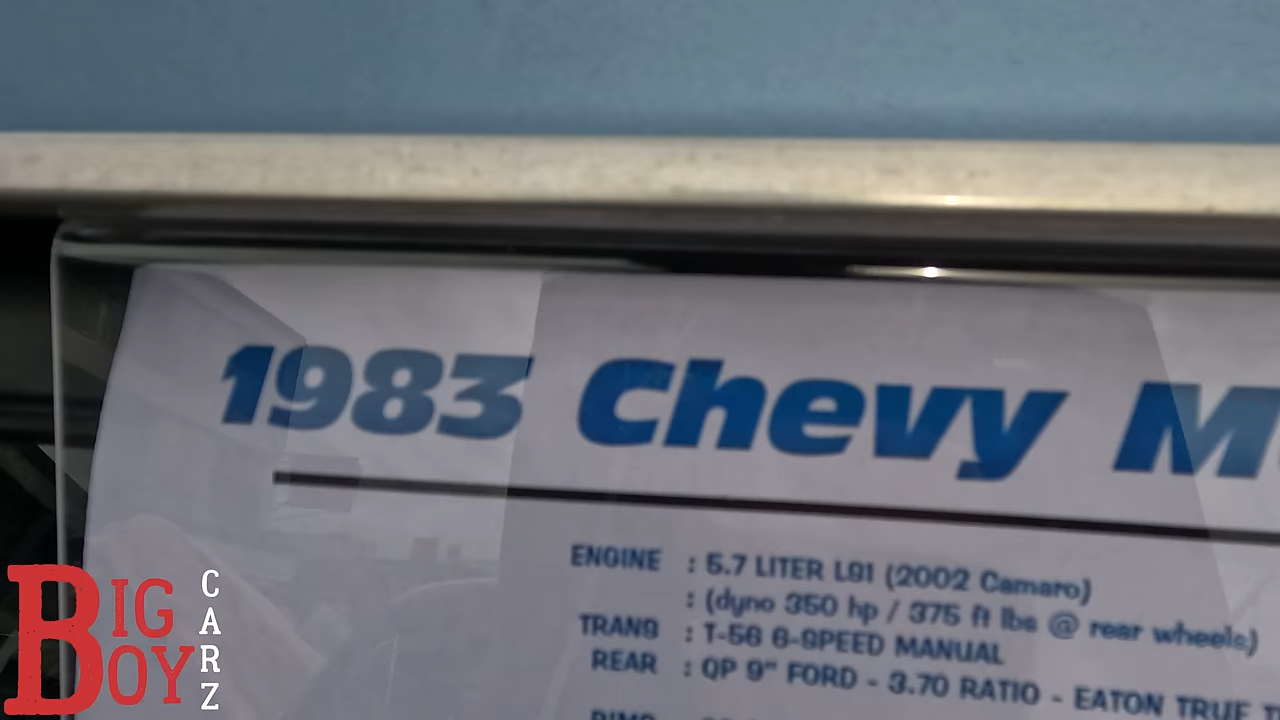 1983 Chevy M
ENGINE : 5.7 LITER L91 (2002 Camaro)
: (dyno 350 hp / 375 ft lbs @ rear wheels)
TRANS : T-56 6-SPEED MANUAL
REAR : QP 9" FORD - 3.70 RATIO - EATON TRUE T
BIG
BOY
CARZ